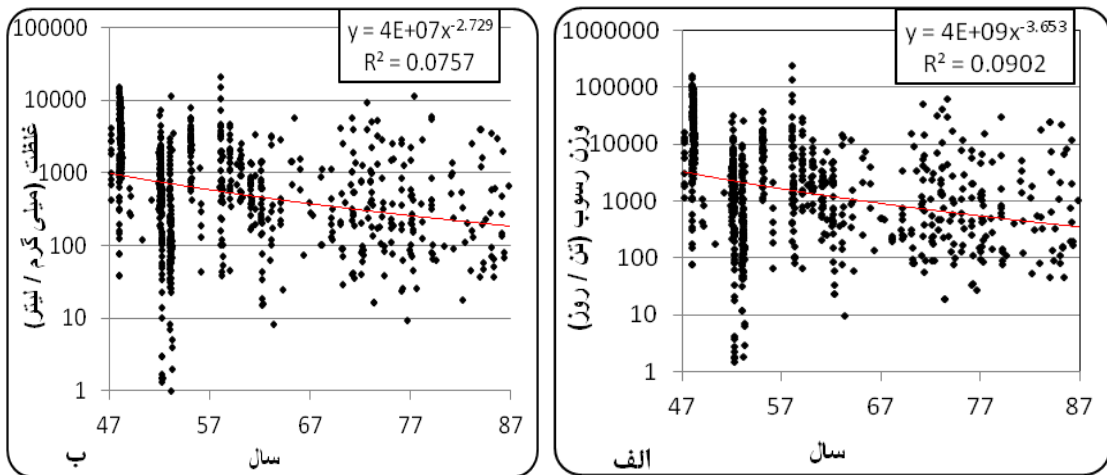 y = 4E+09x^-3.653
R² = 0.0902
وزن رسوب (تن / روز)
1000000
100000
10000
1000
100
10
1
47 57 67 77 87
سال
الف
y = 4E+07x^-2.729
R² = 0.0757
غلظت (میلی گرم / لیتر)
100000
10000
1000
100
10
1
47 57 67 77 87
سال
ب